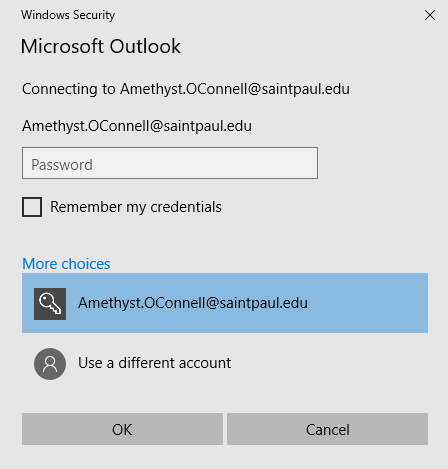 Windows Security
Microsoft Outlook
Connecting to Amethyst.OConnell@saintpaul.edu
Amethyst.OConnell@saintpaul.edu
Password
Remember my credentials
More choices
Amethyst.OConnell@saintpaul.edu
Use a different account
OK Cancel